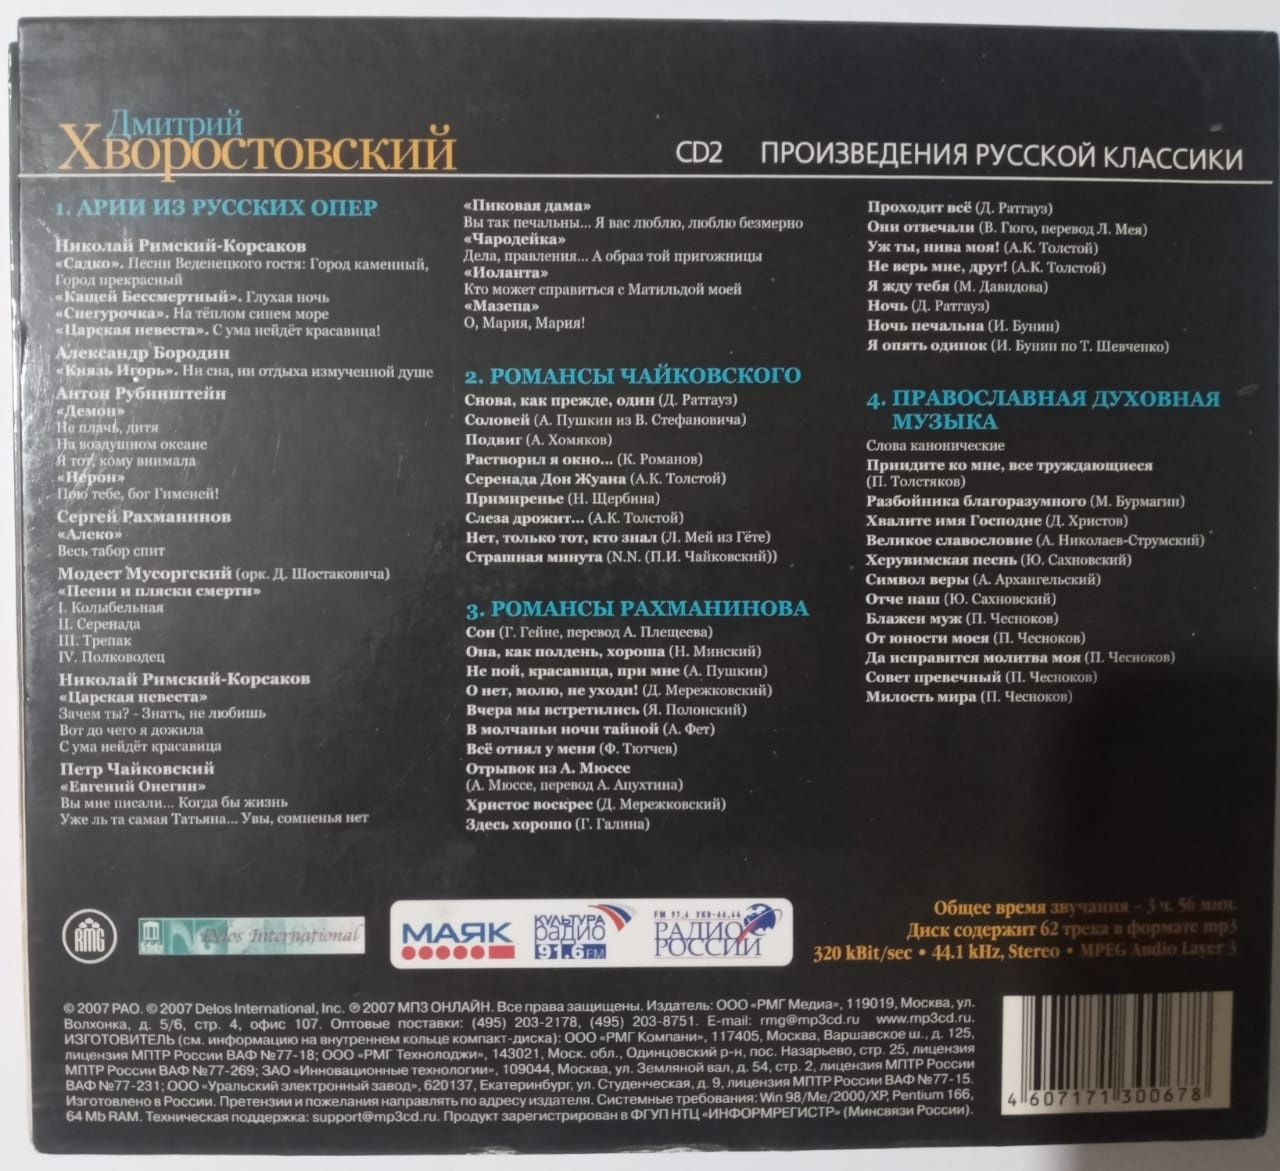 Дмитрий
Хворостовский
CD2 ПРОИЗВЕДЕНИЯ РУССКОЙ КЛАССИКИ
1. АРИИ ИЗ РУССКИХ ОПЕР
Николай Римский-Корсаков
«Садко». Песни Веденецкого гостя: Город каменный,
Город прекрасный
«Кащей Бессмертный». Глухая ночь
«Снегурочка». На тёплом синем море
«Царская невеста». С ума нейдёт красавица!
Александр Бородин
«Князь Игорь». Ни сна, ни отдыха измученной душе
Антон Рубинштейн
«Демон»
Не плачь, дитя
На воздушном океане
Я тот, кому внимала
«Нерон»
Пою тебе, бог Гименей!
Сергей Рахманинов
«Алеко»
Весь табор спит
Модест Мусоргский (орк. Д. Шостаковича)
«Песни и пляски смерти»
I. Колыбельная
II. Серенада
III. Трепак
IV. Полководец
Николай Римский-Корсаков
«Царская невеста»
Зачем ты? - Знать, не любишь
Вот до чего я дожила
С ума нейдёт красавица
Петр Чайковский
«Евгений Онегин»
Вы мне писали... Когда бы жизнь
Уже ль та самая Татьяна... Увы, сомненья нет
«Пиковая дама»
Вы так печальны... Я вас люблю, люблю безмерно
«Чародейка»
Дела, правления... А образ той пригожницы
«Иоланта»
Кто может справиться с Матильдой моей
«Мазепа»
О, Мария, Мария!
2. РОМАНСЫ ЧАЙКОВСКОГО
Снова, как прежде, один (Д. Ратгауз)
Соловей (А. Пушкин из В. Стефановича)
Подвиг (А. Хомяков)
Растворил я окно... (К. Романов)
Серенада Дон Жуана (А.К. Толстой)
Примиренье (Н. Щербина)
Слеза дрожит... (А.К. Толстой)
Нет, только тот, кто знал (Л. Мей из Гёте)
Страшная минута (N.N. (П.И. Чайковский))
3. РОМАНСЫ РАХМАНИНОВА
Сон (Г. Гейне, перевод А. Плещеева)
Она, как полдень, хороша (Н. Минский)
Не пой, красавица, при мне (А. Пушкин)
О нет, молю, не уходи! (Д. Мережковский)
Вчера мы встретились (Я. Полонский)
В молчаньи ночи тайной (А. Фет)
Всё отнял у меня (Ф. Тютчев)
Отрывок из А. Мюссе
(А. Мюссе, перевод А. Апухтина)
Христос воскрес (Д. Мережковский)
Здесь хорошо (Г. Галина)
Проходит всё (Д. Ратгауз)
Они отвечали (В. Гюго, перевод Л. Мея)
Уж ты, нива моя! (А.К. Толстой)
Не верь мне, друг! (А.К. Толстой)
Я жду тебя (М. Давидова)
Ночь (Д. Ратгауз)
Ночь печальна (И. Бунин)
Я опять одинок (И. Бунин по Т. Шевченко)
4. ПРАВОСЛАВНАЯ ДУХОВНАЯ
МУЗЫКА
Слова канонические
Приидите ко мне, все труждающиеся
(П. Толстяков)
Разбойника благоразумного (М. Бурмагин)
Хвалите имя Господне (Д. Христов)
Великое славословие (А. Николаев-Струмский)
Херувимская песнь (Ю. Сахновский)
Символ веры (А. Архангельский)
Отче наш (Ю. Сахновский)
Блажен муж (П. Чесноков)
От юности моея (П. Чесноков)
Да исправится молитва моя (П. Чесноков)
Совет превечный (П. Чесноков)
Милость мира (П. Чесноков)
RMG
Delos International
МАЯК
КУЛЬТУРА
РАДИО
91.6 FM
РАДИО
РОССИИ
Общее время звучания – 3 ч. 56 мин.
Диск содержит 62 трека в формате mp3
320 kBit/sec • 44.1 kHz, Stereo • MPEG Audio Layer 3
© 2007 РАО. © 2007 Delos International, Inc. ℗ 2007 МПЗ ОНЛАЙН. Все права защищены. Издатель: ООО «РМГ Медиа», 119019, Москва, ул.
Волхонка, д. 5/6, стр. 4, офис 107. Оптовые поставки: (495) 203-2178, (495) 203-8751. E-mail: rmg@mp3cd.ru www.mp3cd.ru
ИЗГОТОВИТЕЛЬ (см. информацию на внутреннем кольце компакт-диска): ООО «РМГ Компани», 117405, Москва, Варшавское ш., д. 125,
лицензия МПТР России ВАФ №77-18; ООО «РМГ Технолоджи», 143021, Моск. обл., Одинцовский р-н, пос. Назарьево, стр. 25, лицензия
МПТР России ВАФ №77-269; ЗАО «Инновационные технологии», 109044, Москва, ул. Земляной вал, д. 54, стр. 2, лицензия МПТР России
ВАФ №77-231; ООО «Уральский электронный завод», 620137, Екатеринбург, ул. Студенческая, д. 9, лицензия МПТР России ВАФ №77-15.
Изготовлено в России. Претензии и пожелания направлять по адресу издателя. Системные требования: Win 98/Me/2000/XP, Pentium 166,
64 Mb RAM. Техническая поддержка: support@mp3cd.ru. Продукт зарегистрирован в ФГУП НТЦ «ИНФОРМРЕГИСТР» (Минсвязи России).
4 607171 300678